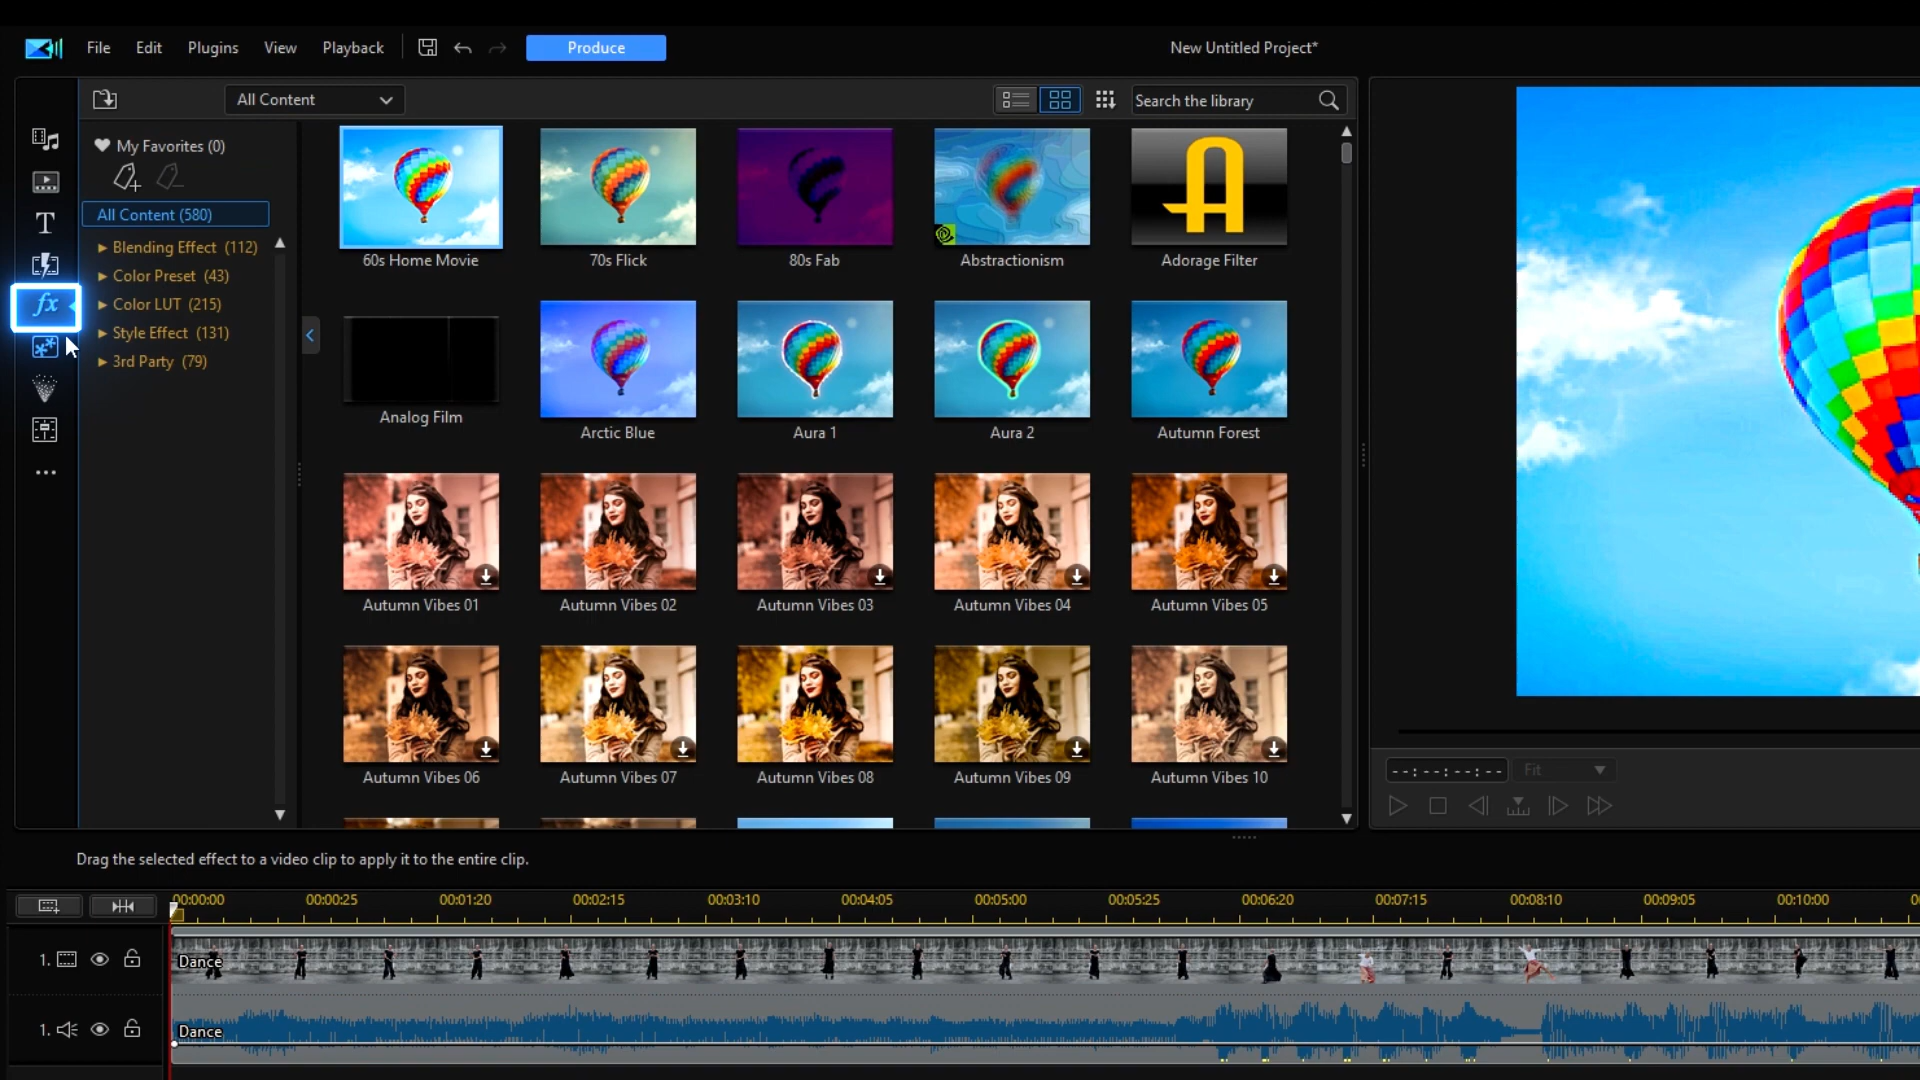 File Edit Plugins View Playback Produce New Untitled Project*
All Content Search the library
My Favorites (0)
All Content (580)
Blending Effect (112)
Color Preset (43)
Color LUT (215)
Style Effect (131)
3rd Party (79)
T
fx
A
60s Home Movie 70s Flick 80s Fab Abstractionism Adorage Filter
Analog Film Arctic Blue Aura 1 Aura 2 Autumn Forest
Autumn Vibes 01 Autumn Vibes 02 Autumn Vibes 03 Autumn Vibes 04 Autumn Vibes 05
Autumn Vibes 06 Autumn Vibes 07 Autumn Vibes 08 Autumn Vibes 09 Autumn Vibes 10
--:--:--:-- Fit
Drag the selected effect to a video clip to apply it to the entire clip.
00:00:00 00:00:25 00:01:20 00:02:15 00:03:10 00:04:05 00:05:00 00:05:25 00:06:20 00:07:15 00:08:10 00:09:05 00:10:00
1. Dance
1. Dance